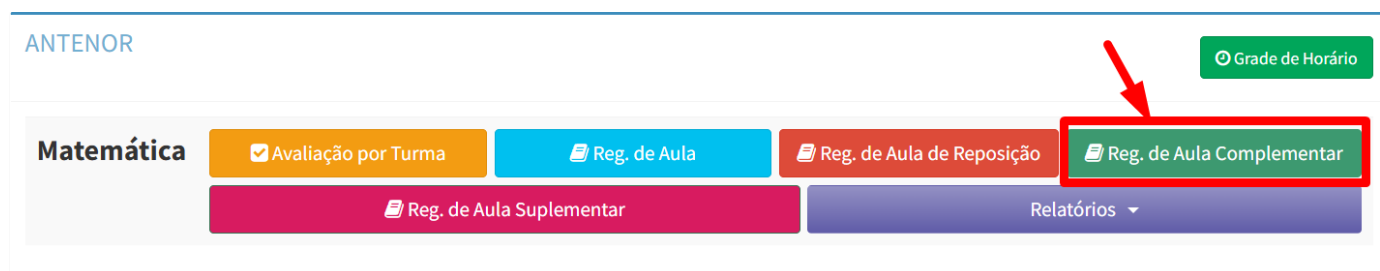 ANTENOR
Grade de Horário
Matemática
Avaliação por Turma
Reg. de Aula
Reg. de Aula de Reposição
Reg. de Aula Complementar
Reg. de Aula Suplementar
Relatórios